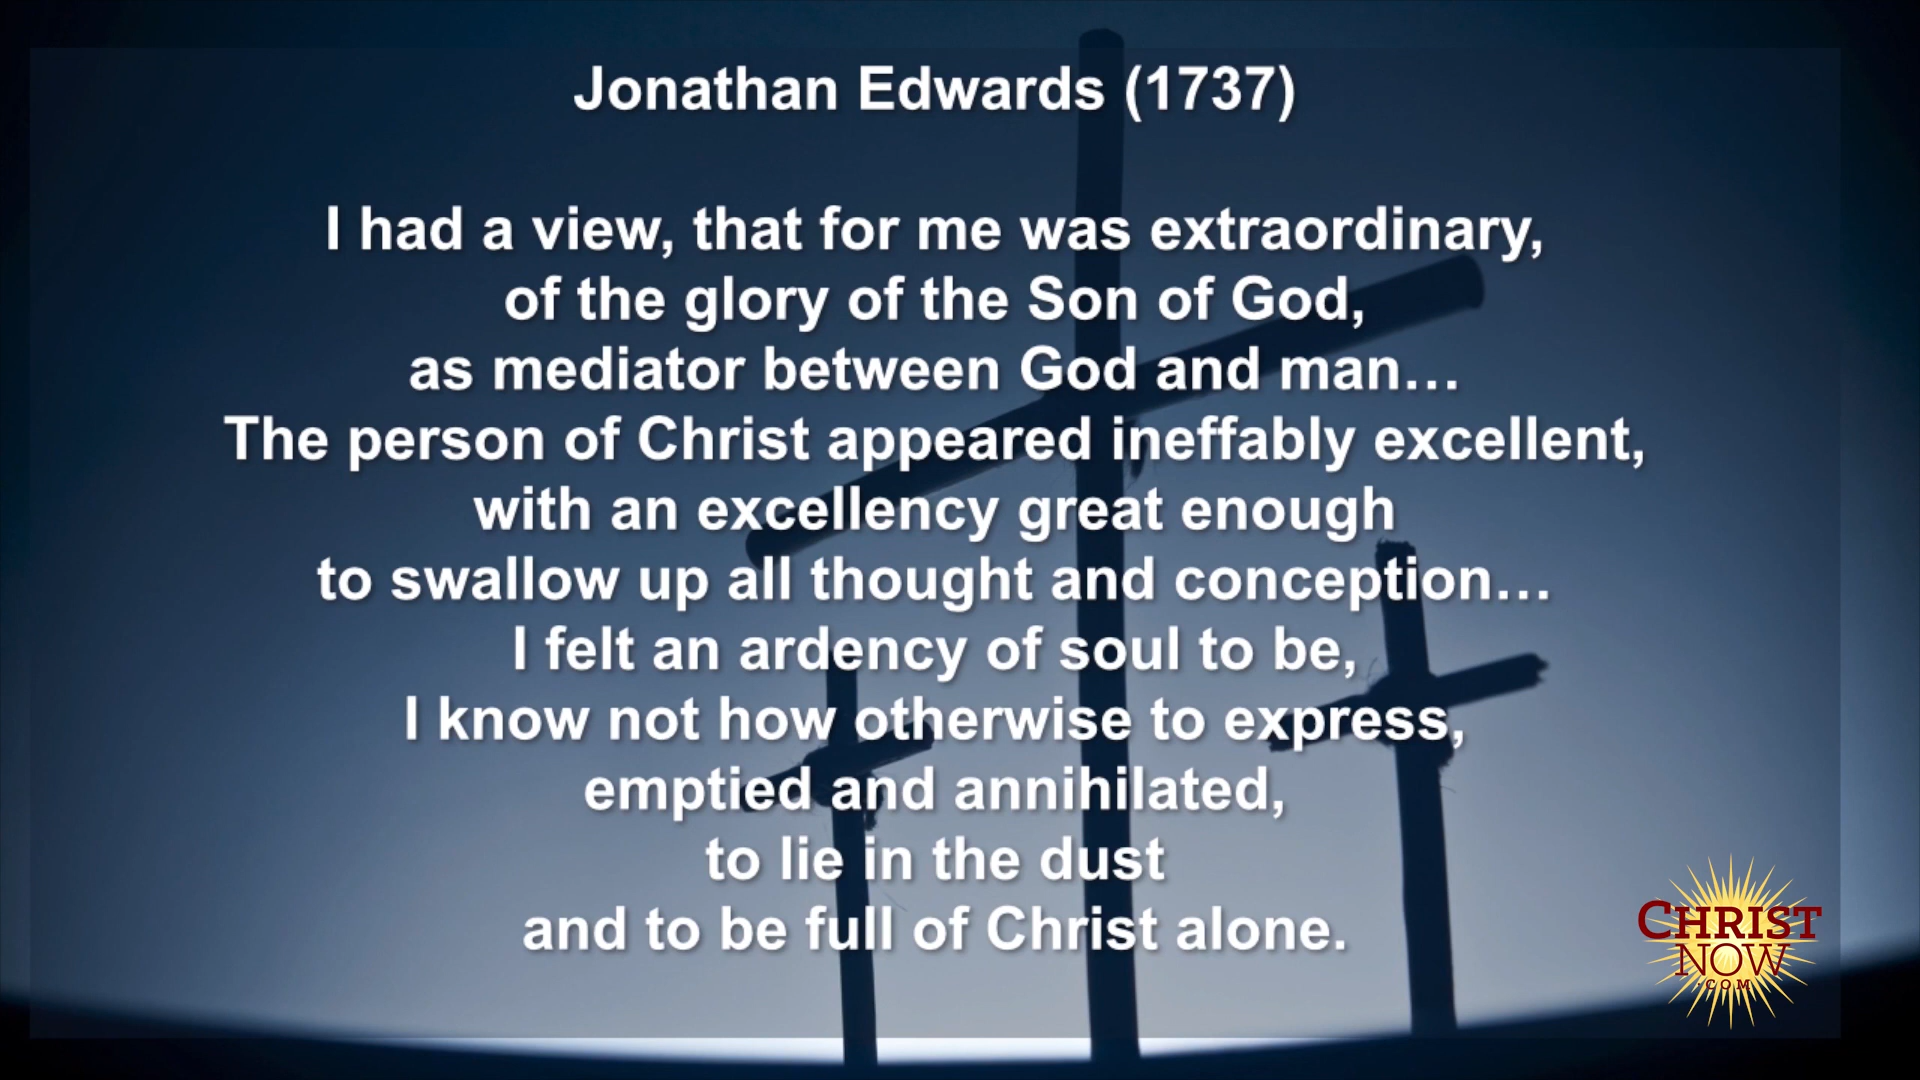 Jonathan Edwards (1737)
I had a view, that for me was extraordinary,
of the glory of the Son of God,
as mediator between God and man…
The person of Christ appeared ineffably excellent,
with an excellency great enough
to swallow up all thought and conception…
I felt an ardency of soul to be,
I know not how otherwise to express,
emptied and annihilated,
to lie in the dust
and to be full of Christ alone.
CHRIST
NOW
.COM